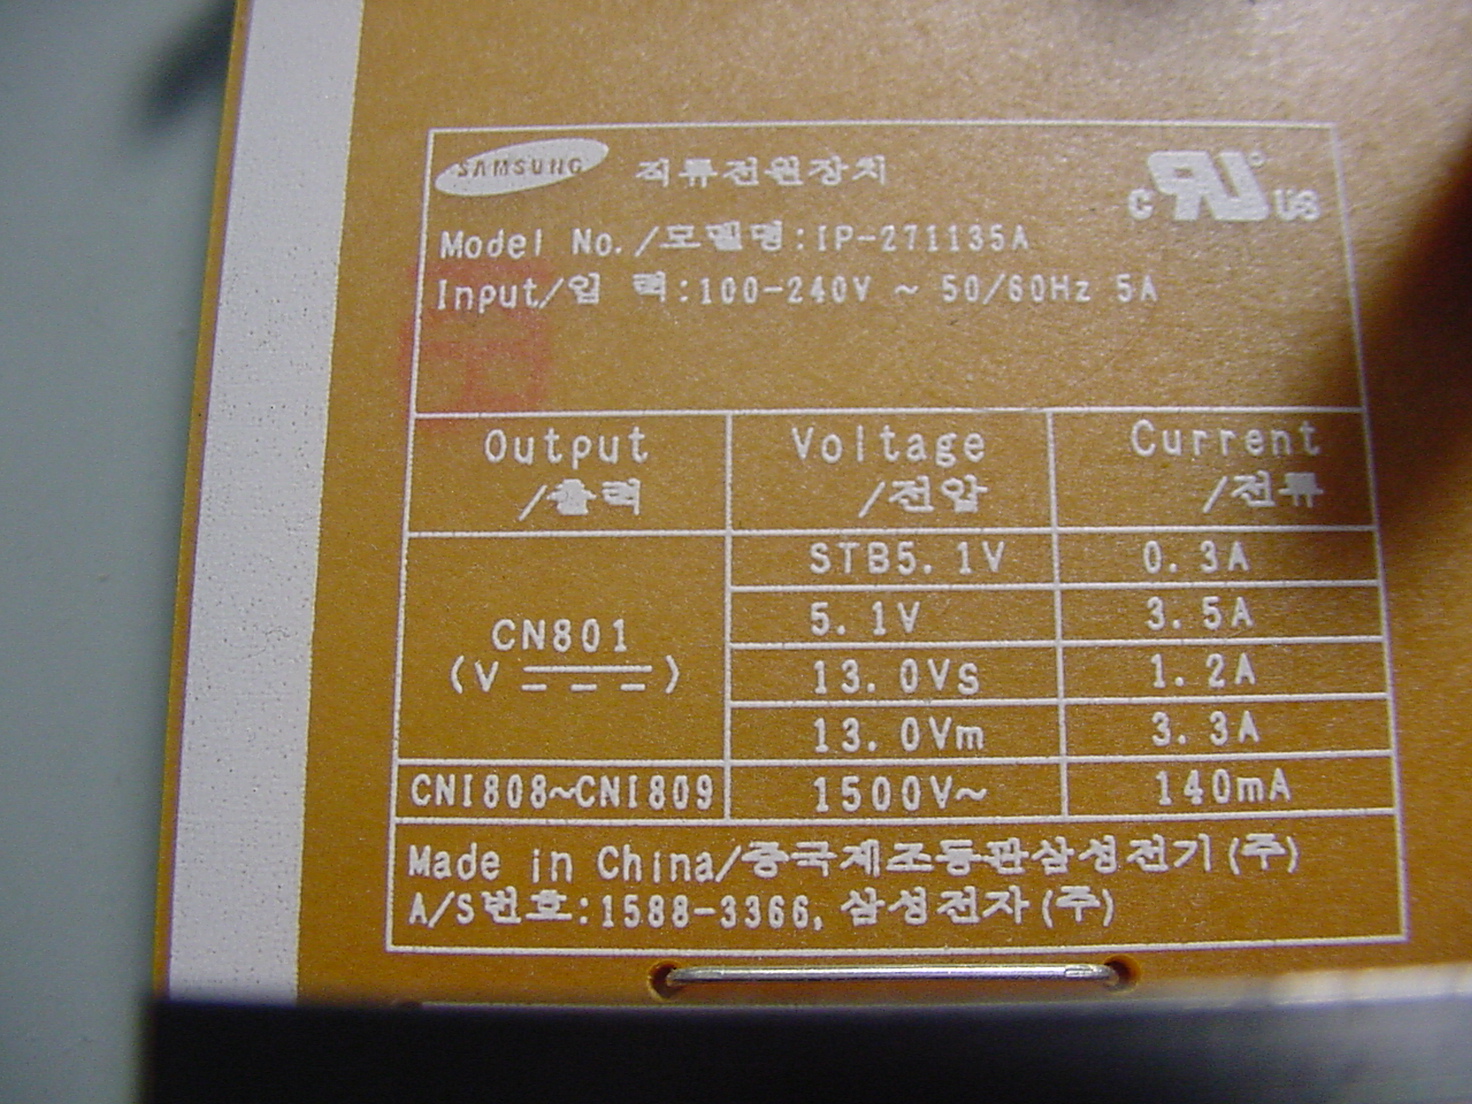 SAMSUNG 직류전원장치 c RU US
Model No./모델명:IP-271135A
Input/입 력:100-240V ~ 50/60Hz 5A
Output Voltage Current
/출력 /전압 /전류
STB5.1V 0.3A
5.1V 3.5A
CN801
(V ⎓)
13.0Vs 1.2A
13.0Vm 3.3A
CNI808~CNI809 1500V~ 140mA
Made in China/중국제조등판삼성전기(주)
A/S번호:1588-3366, 삼성전자(주)